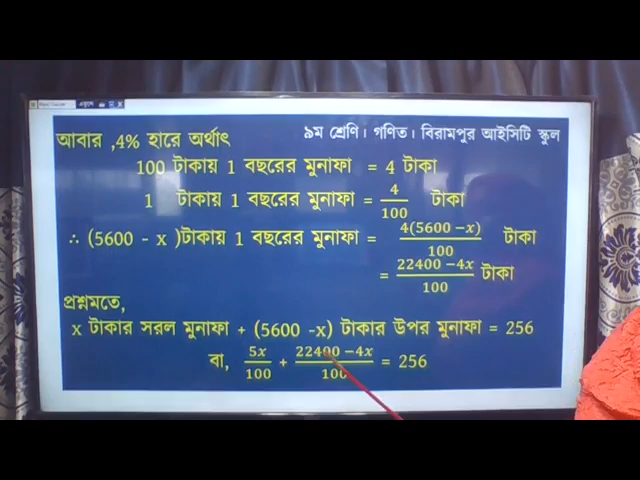 ৯ম শ্রেনি। গণিত। বিরামপুর আইসিটি স্কুল
আবার ,4% হারে অর্থাৎ
100 টাকায় 1 বছরের মুনাফা = 4 টাকা
1 টাকায় 1 বছরের মুনাফা = 4/100 টাকা
∴ (5600 - x )টাকায় 1 বছরের মুনাফা = 4(5600 −x)/100 টাকা
= 22400 −4x/100 টাকা
প্রশ্নমতে,
x টাকার সরল মুনাফা + (5600 -x) টাকার উপর মুনাফা = 256
বা, 5x/100 + 22400 −4x/100 = 256